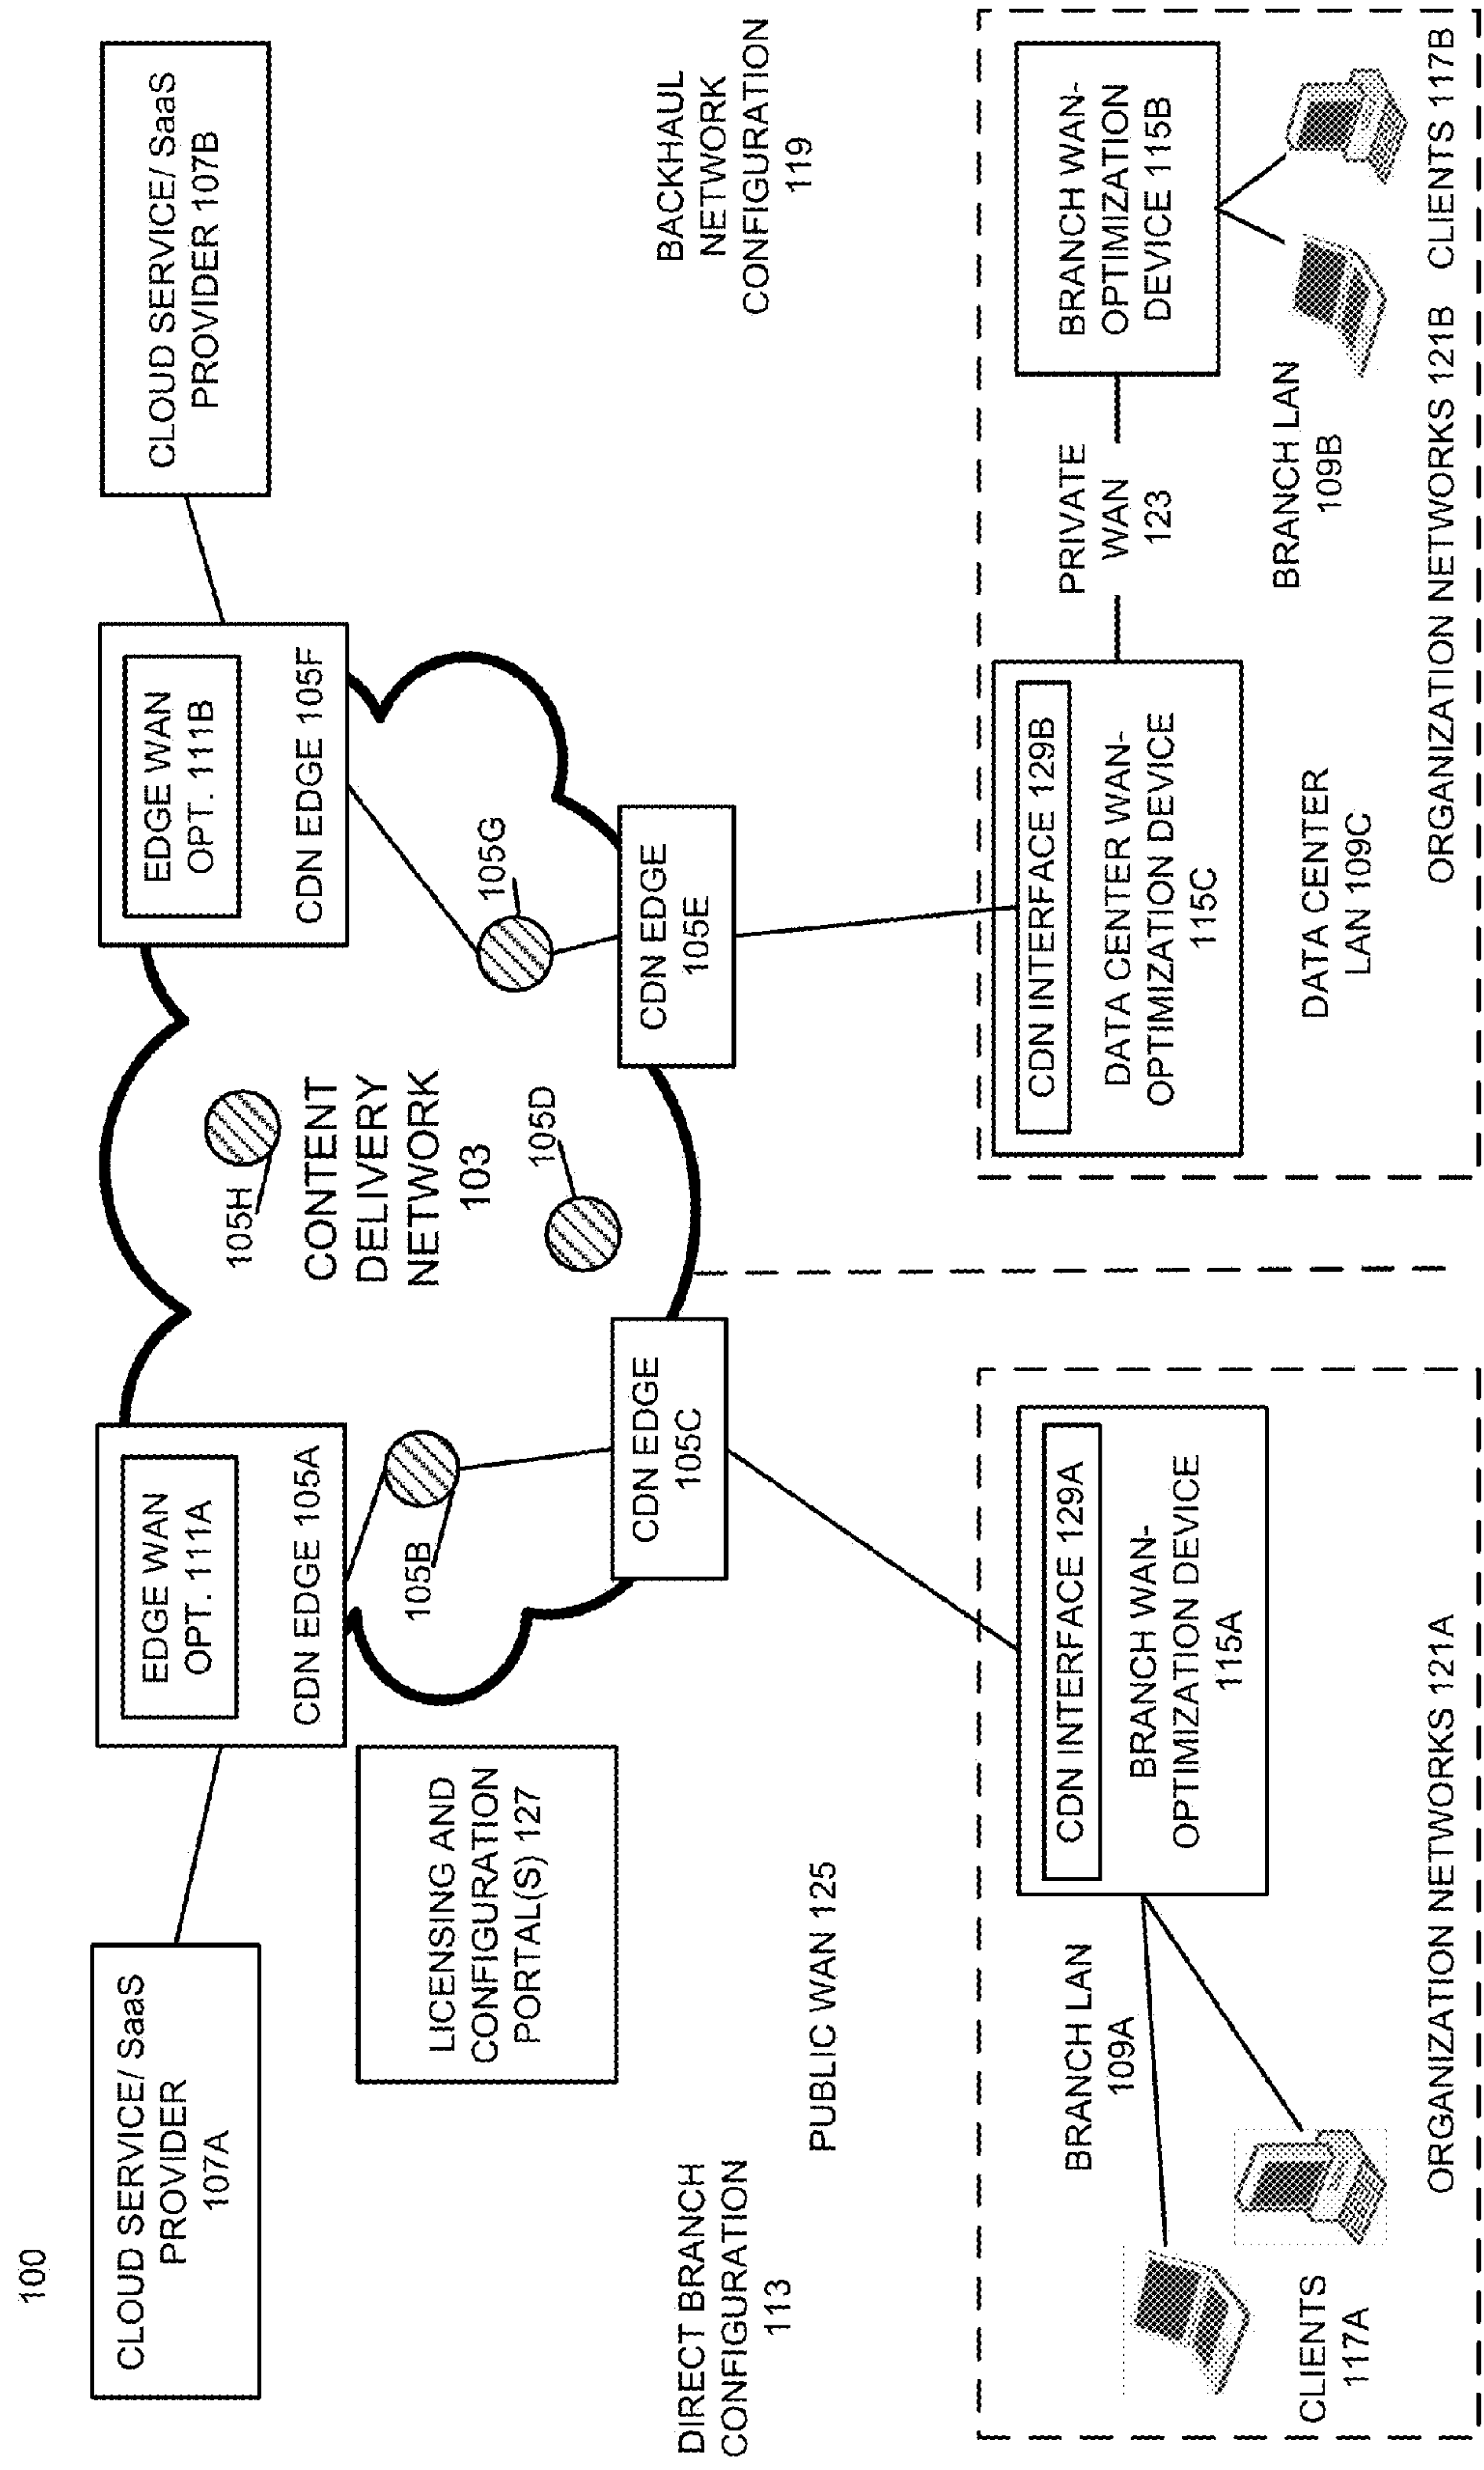 100
CLOUD SERVICE/ SaaS
PROVIDER
107A
EDGE WAN
OPT. 111A
CDN EDGE 105A
EDGE WAN
OPT. 111B
CDN EDGE 105F
CLOUD SERVICE/ SaaS
PROVIDER 107B
LICENSING AND
CONFIGURATION
PORTAL(S) 127
105B
105H
CONTENT
DELIVERY
NETWORK
103
105D
105G
CDN EDGE
105C
CDN EDGE
105E
DIRECT BRANCH
CONFIGURATION
113
PUBLIC WAN 125
BACKHAUL
NETWORK
CONFIGURATION
119
BRANCH LAN
109A
CLIENTS
117A
CDN INTERFACE 129A
BRANCH WAN-
OPTIMIZATION DEVICE
115A
ORGANIZATION NETWORKS 121A
CDN INTERFACE 129B
DATA CENTER WAN-
OPTIMIZATION DEVICE
115C
DATA CENTER
LAN 109C
PRIVATE
WAN
123
BRANCH WAN-
OPTIMIZATION
DEVICE 115B
BRANCH LAN
109B
ORGANIZATION NETWORKS 121B
CLIENTS 117B